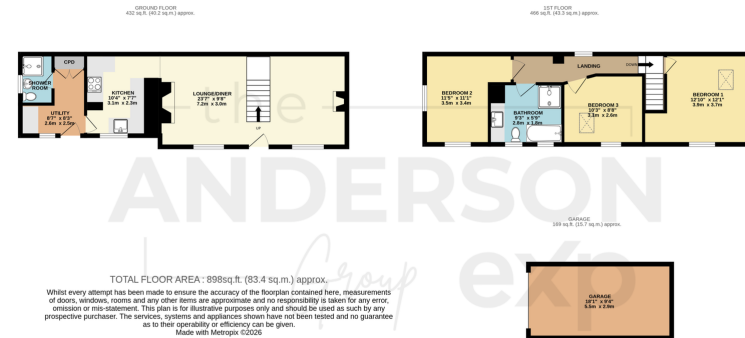 GROUND FLOOR
432 sq.ft. (40.2 sq.m.) approx.
1ST FLOOR
466 sq.ft. (43.3 sq.m.) approx.
CPD
SHOWER
ROOM
UTILITY
8'7" x 8'3"
2.6m x 2.5m
KITCHEN
10'4" x 7'7"
3.1m x 2.3m
LOUNGE/DINER
23'7" x 9'8"
7.2m x 3.0m
UP
BEDROOM 2
11'5" x 11'1"
3.5m x 3.4m
LANDING
DOWN
BATHROOM
9'3" x 5'9"
2.8m x 1.8m
BEDROOM 3
10'3" x 8'8"
3.1m x 2.6m
BEDROOM 1
12'10" x 12'1"
3.9m x 3.7m
the
ANDERSON
Group exp
GARAGE
169 sq.ft. (15.7 sq.m.) approx.
GARAGE
18'1" x 9'4"
5.5m x 2.9m
TOTAL FLOOR AREA : 898sq.ft. (83.4 sq.m.) approx.
Whilst every attempt has been made to ensure the accuracy of the floorplan contained here, measurements
of doors, windows, rooms and any other items are approximate and no responsibility is taken for any error,
omission or mis-statement. This plan is for illustrative purposes only and should be used as such by any
prospective purchaser. The services, systems and appliances shown have not been tested and no guarantee
as to their operability or efficiency can be given.
Made with Metropix ©2026